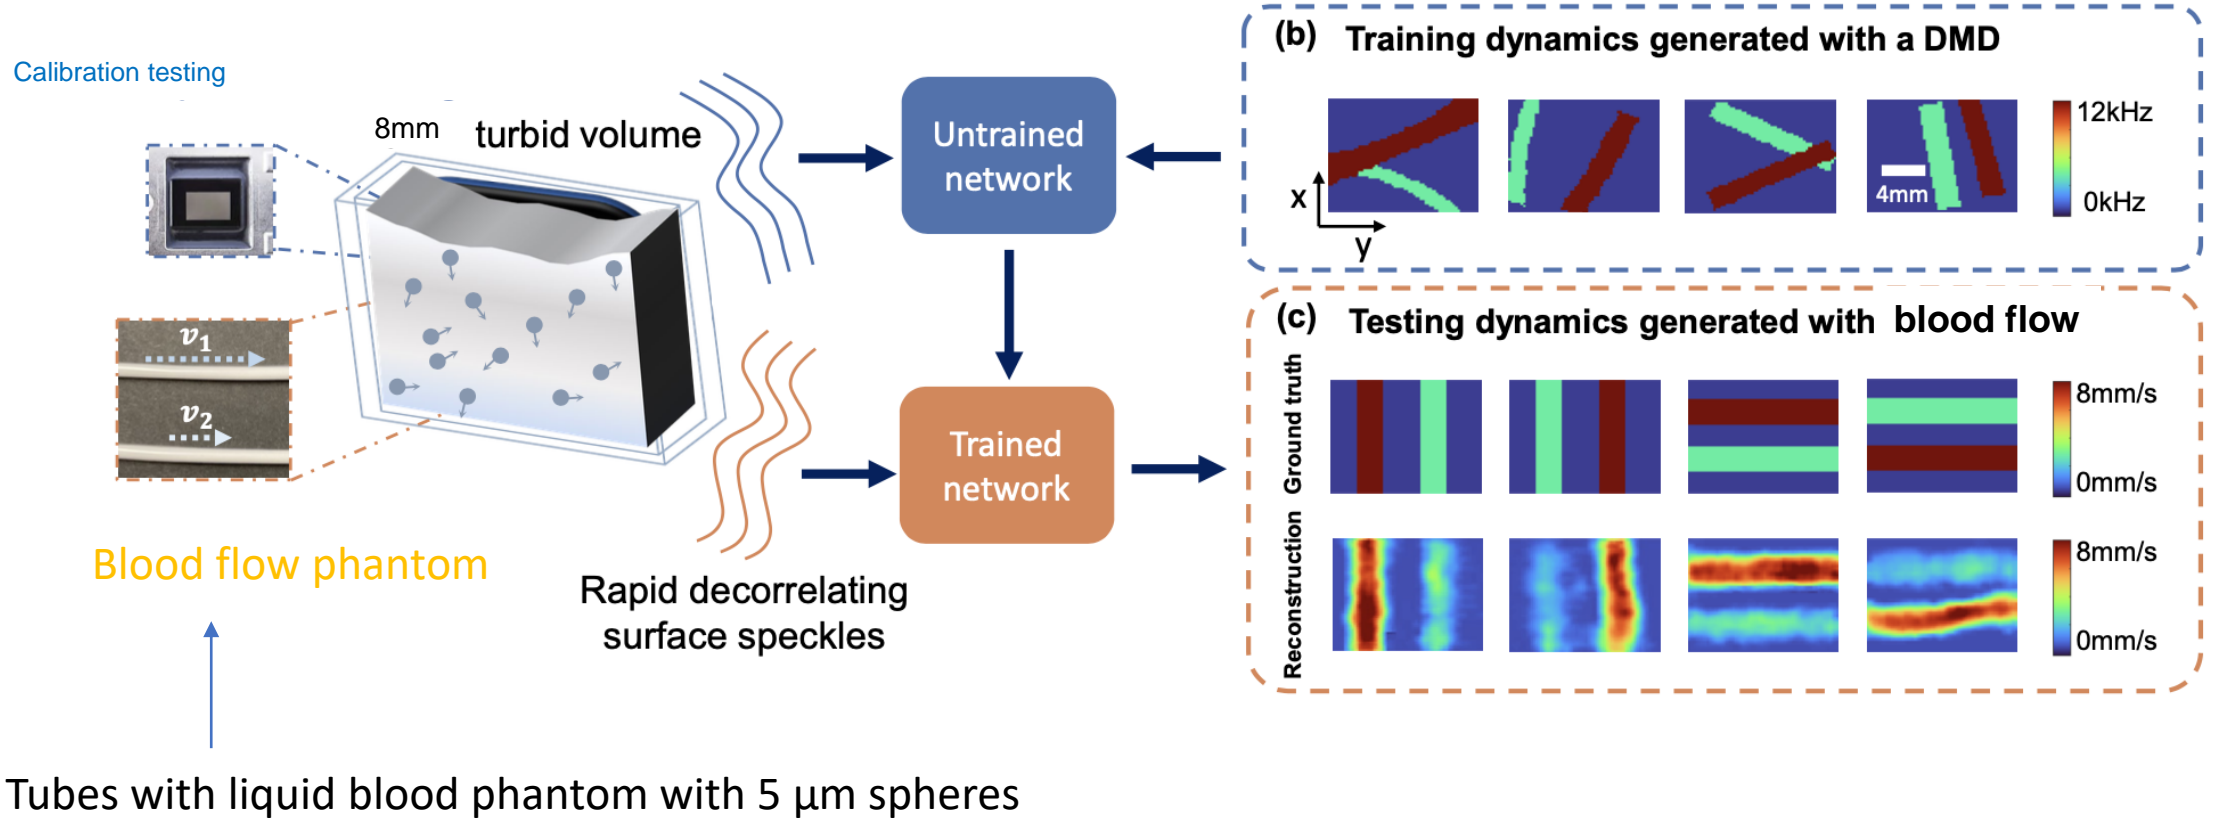 Calibration testing
8mm
turbid volume
v1
v2
Blood flow phantom
Tubes with liquid blood phantom with 5 µm spheres
Rapid decorrelating
surface speckles
Untrained
network
Trained
network
(b) Training dynamics generated with a DMD
x
y
4mm
12kHz
0kHz
(c) Testing dynamics generated with blood flow
Ground truth
8mm/s
0mm/s
Reconstruction
8mm/s
0mm/s